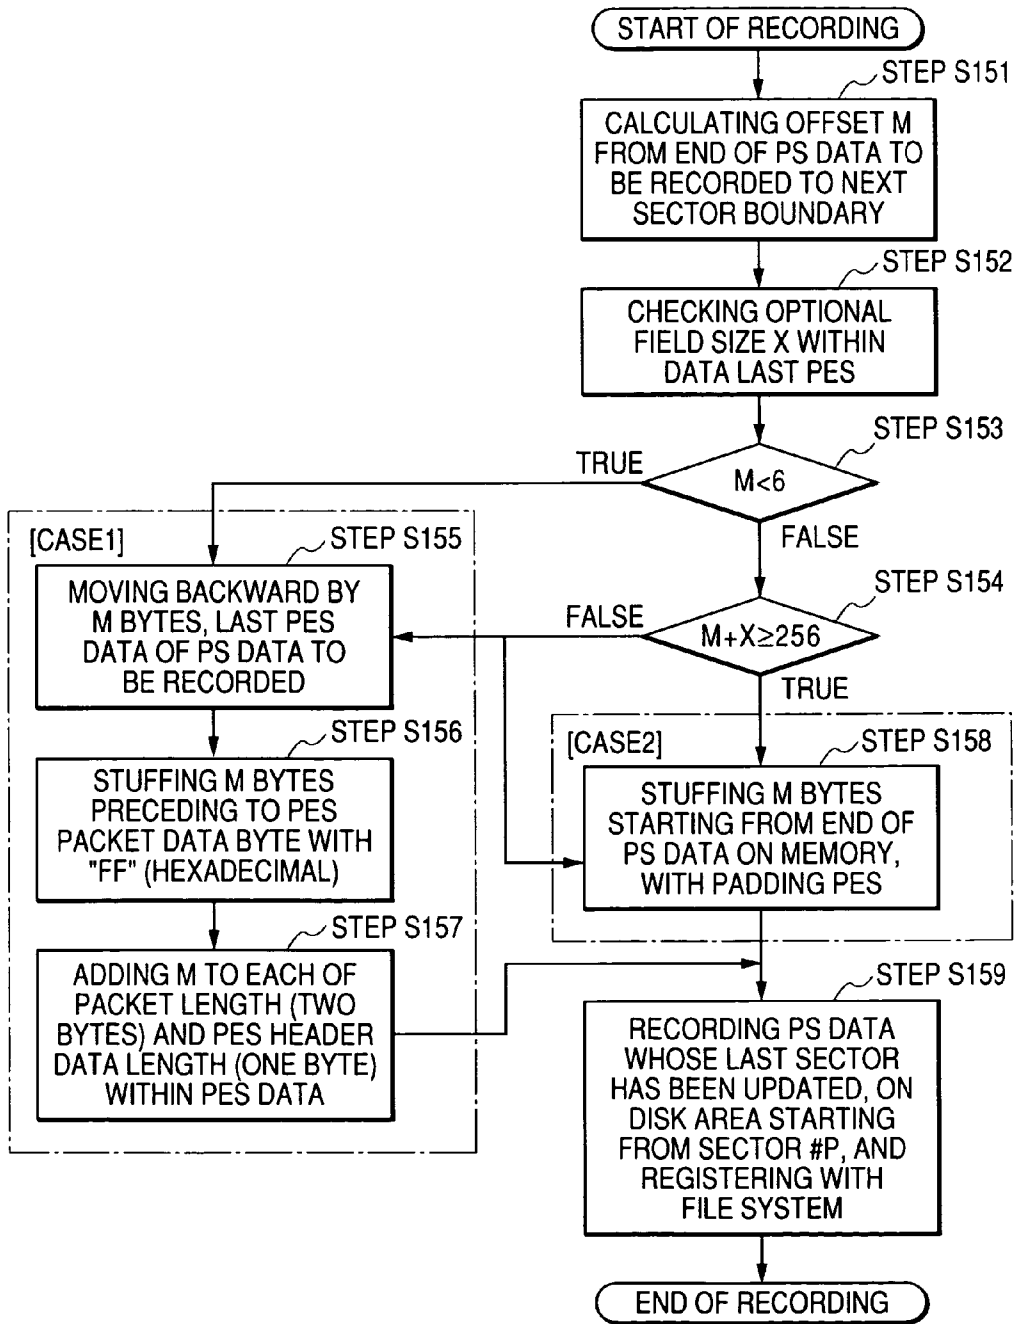 START OF RECORDING
STEP S151
CALCULATING OFFSET M
FROM END OF PS DATA TO
BE RECORDED TO NEXT
SECTOR BOUNDARY
STEP S152
CHECKING OPTIONAL
FIELD SIZE X WITHIN
DATA LAST PES
STEP S153
TRUE
M<6
FALSE
[CASE1]
STEP S155
MOVING BACKWARD BY
M BYTES, LAST PES
DATA OF PS DATA TO
BE RECORDED
STEP S154
FALSE
M+X≥256
TRUE
STEP S156
STUFFING M BYTES
PRECEDING TO PES
PACKET DATA BYTE WITH
"FF" (HEXADECIMAL)
[CASE2]
STEP S158
STUFFING M BYTES
STARTING FROM END OF
PS DATA ON MEMORY,
WITH PADDING PES
STEP S157
ADDING M TO EACH OF
PACKET LENGTH (TWO
BYTES) AND PES HEADER
DATA LENGTH (ONE BYTE)
WITHIN PES DATA
STEP S159
RECORDING PS DATA
WHOSE LAST SECTOR
HAS BEEN UPDATED, ON
DISK AREA STARTING
FROM SECTOR #P, AND
REGISTERING WITH
FILE SYSTEM
END OF RECORDING